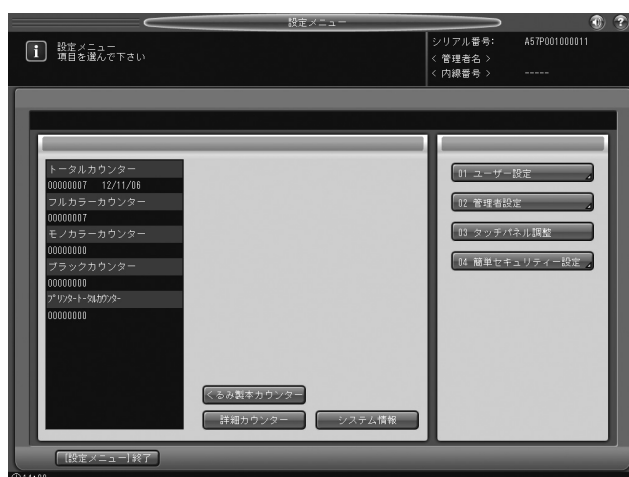 設定メニュー
設定メニュー
項目を選んで下さい
シリアル番号: A57P001000011
< 管理者名 >
< 内線番号 > -----
トータルカウンター
00000007 12/11/06
フルカラーカウンター
00000007
モノカラーカウンター
00000000
ブラックカウンター
00000000
プリンタートータルカウンター
00000000
くるみ製本カウンター
詳細カウンター
システム情報
01 ユーザー設定
02 管理者設定
03 タッチパネル調整
04 簡単セキュリティー設定
[設定メニュー]終了